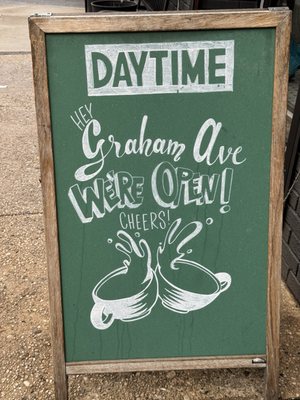 DAYTIME
HEY
Graham Ave
WE'RE OPEN!
CHEERS!